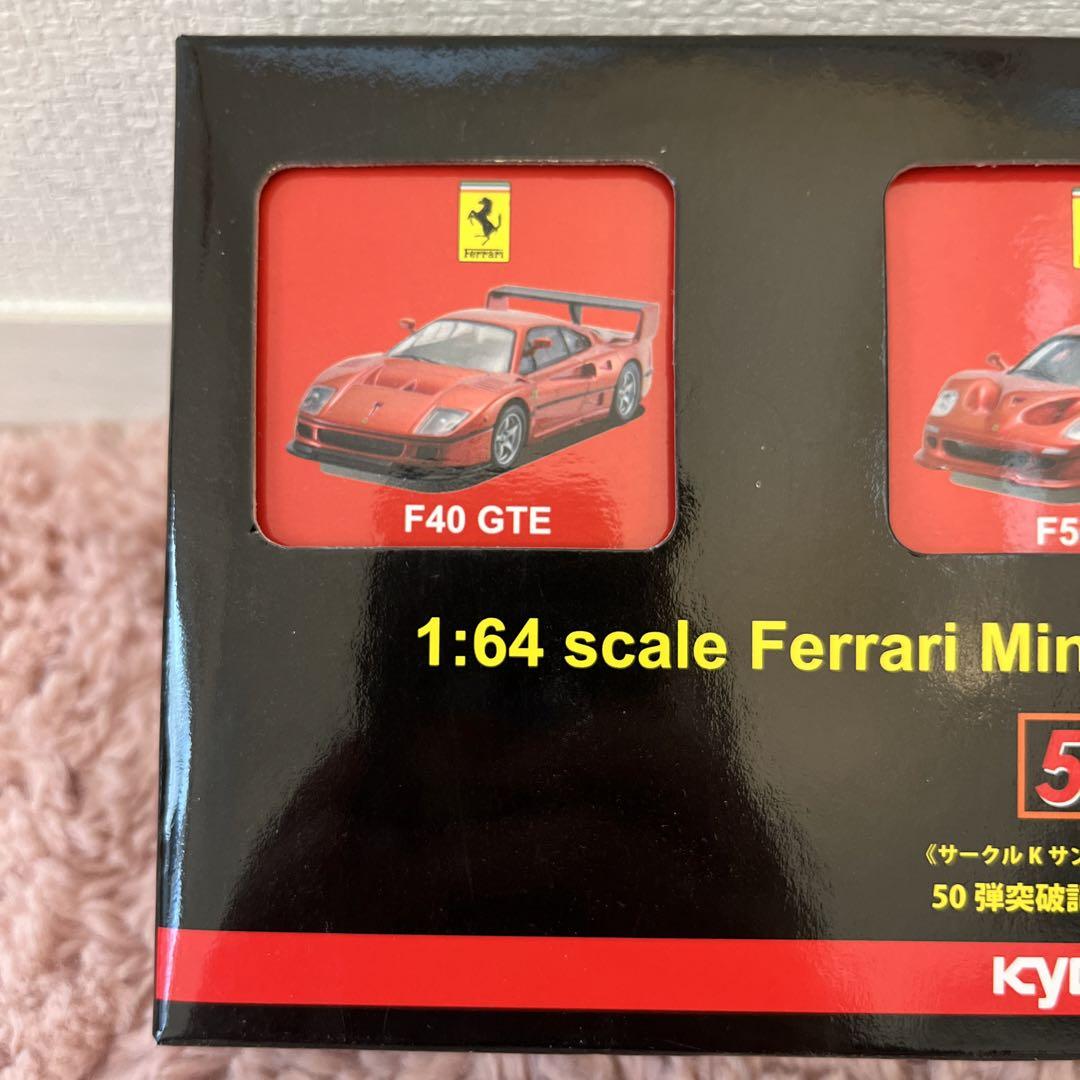 Ferrari
F40 GTE
F5
1:64 scale Ferrari Min
5
《サークルKサン
50弾突破記
KY